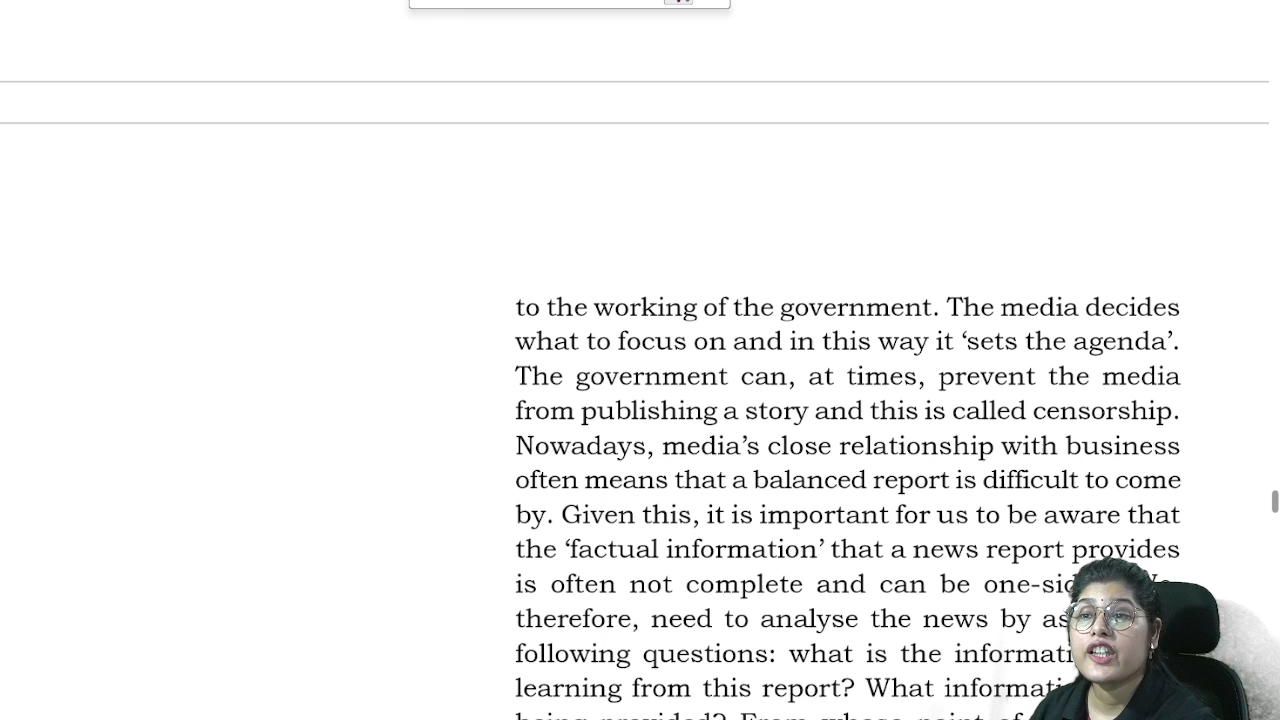 to the working of the government. The media decides
what to focus on and in this way it ‘sets the agenda’.
The government can, at times, prevent the media
from publishing a story and this is called censorship.
Nowadays, media’s close relationship with business
often means that a balanced report is difficult to come
by. Given this, it is important for us to be aware that
the ‘factual information’ that a news report provides
is often not complete and can be
therefore, need to analyse the news by
following questions: what is the
learning from this report? What